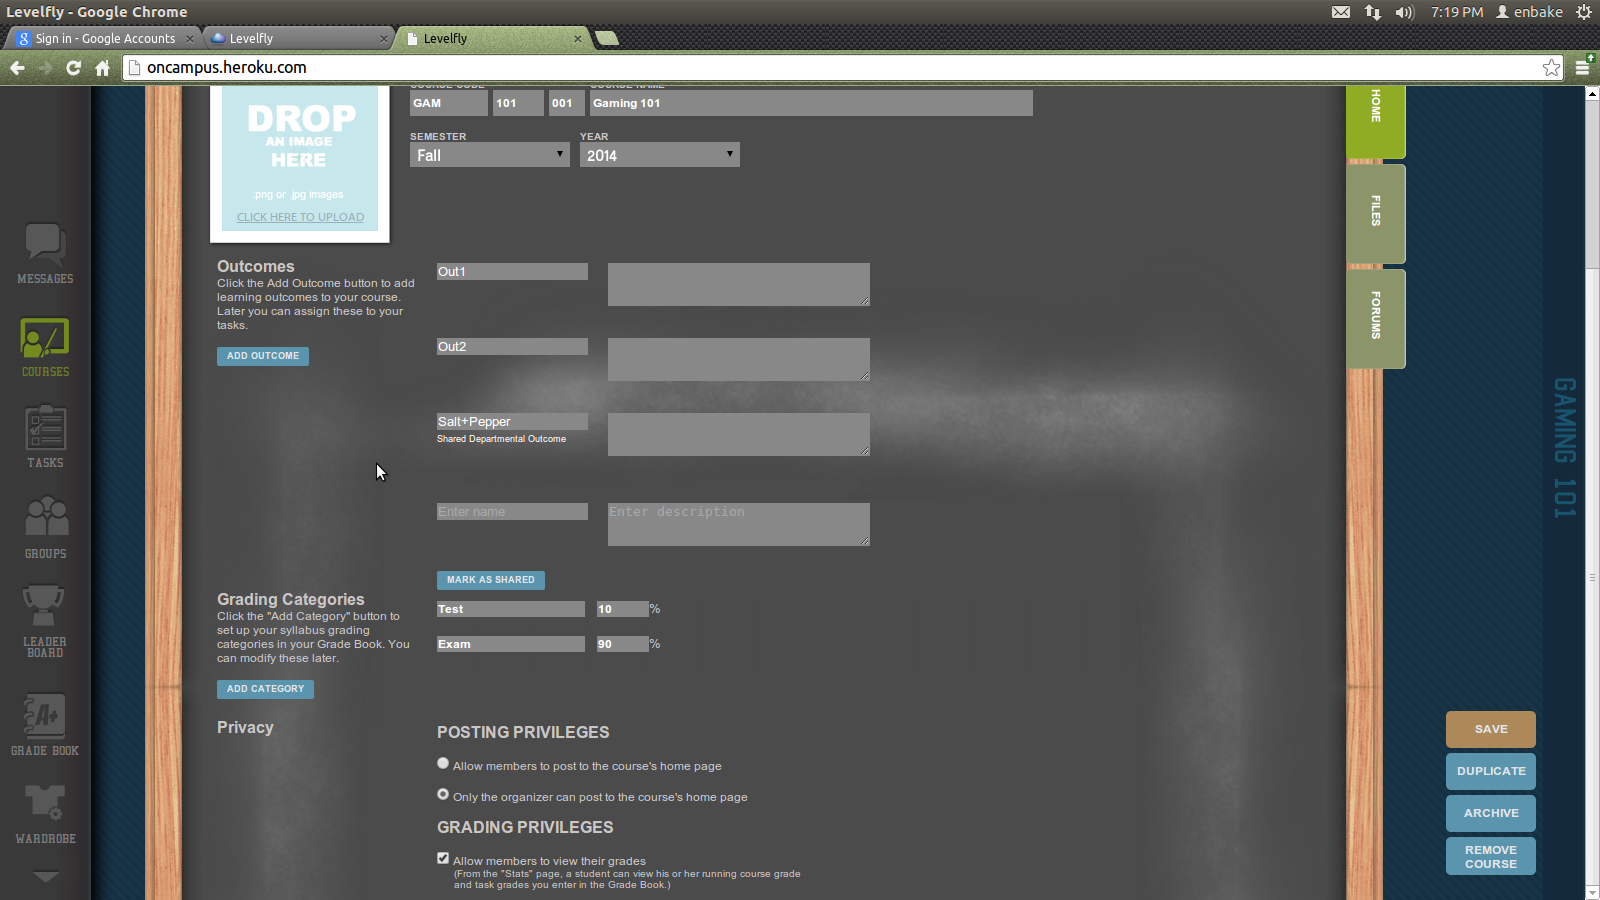 Levelfly - Google Chrome
7:19 PM
enbake
Sign in - Google Accounts
Levelfly
Levelfly
oncampus.heroku.com
COURSE CODE
COURSE NAME
GAM
101
001
Gaming 101
SEMESTER
YEAR
Fall
2014
DROP
AN IMAGE
HERE
.png or .jpg images
CLICK HERE TO UPLOAD
Outcomes
Click the Add Outcome button to add
learning outcomes to your course.
Later you can assign these to your
tasks.
ADD OUTCOME
Out1
Out2
Salt+Pepper
Shared Departmental Outcome
Enter name
Enter description
MARK AS SHARED
Grading Categories
Click the "Add Category" button to
set up your syllabus grading
categories in your Grade Book. You
can modify these later.
ADD CATEGORY
Test
10
%
Exam
90
%
Privacy
POSTING PRIVILEGES
Allow members to post to the course's home page
Only the organizer can post to the course's home page
GRADING PRIVILEGES
Allow members to view their grades
(From the "Stats" page, a student can view his or her running course grade
and task grades you enter in the Grade Book.)
MESSAGES
COURSES
TASKS
GROUPS
LEADER
BOARD
A+
GRADE BOOK
WARDROBE
HOME
FILES
FORUMS
GAMING 101
SAVE
DUPLICATE
ARCHIVE
REMOVE
COURSE